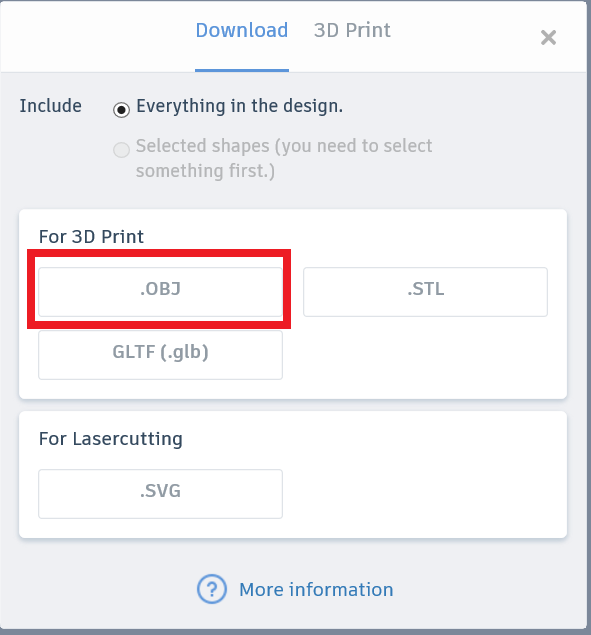 Download 3D Print
Include Everything in the design.
Selected shapes (you need to select
something first.)
For 3D Print
.OBJ .STL
GLTF (.glb)
For Lasercutting
.SVG
? More information